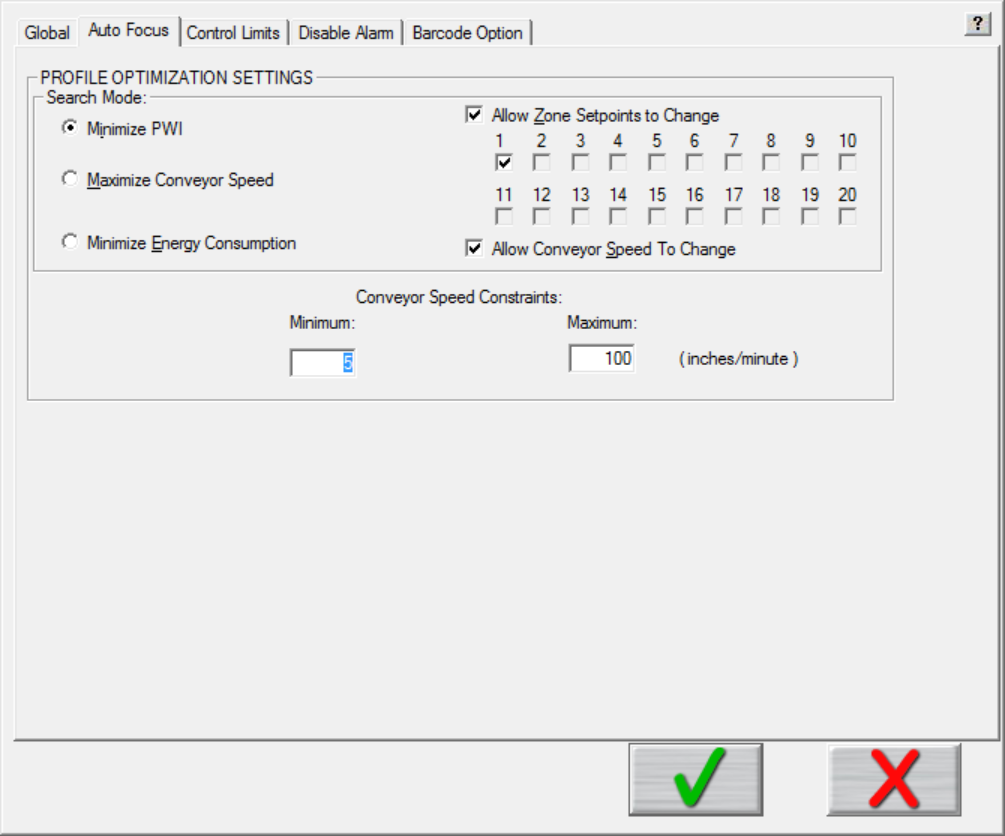 Global Auto Focus Control Limits Disable Alarm Barcode Option ?
PROFILE OPTIMIZATION SETTINGS
Search Mode:
Minimize PWI
Maximize Conveyor Speed
Minimize Energy Consumption
Allow Zone Setpoints to Change
1 2 3 4 5 6 7 8 9 10
11 12 13 14 15 16 17 18 19 20
Allow Conveyor Speed To Change
Conveyor Speed Constraints:
Minimum: Maximum:
5 100 ( inches/minute )